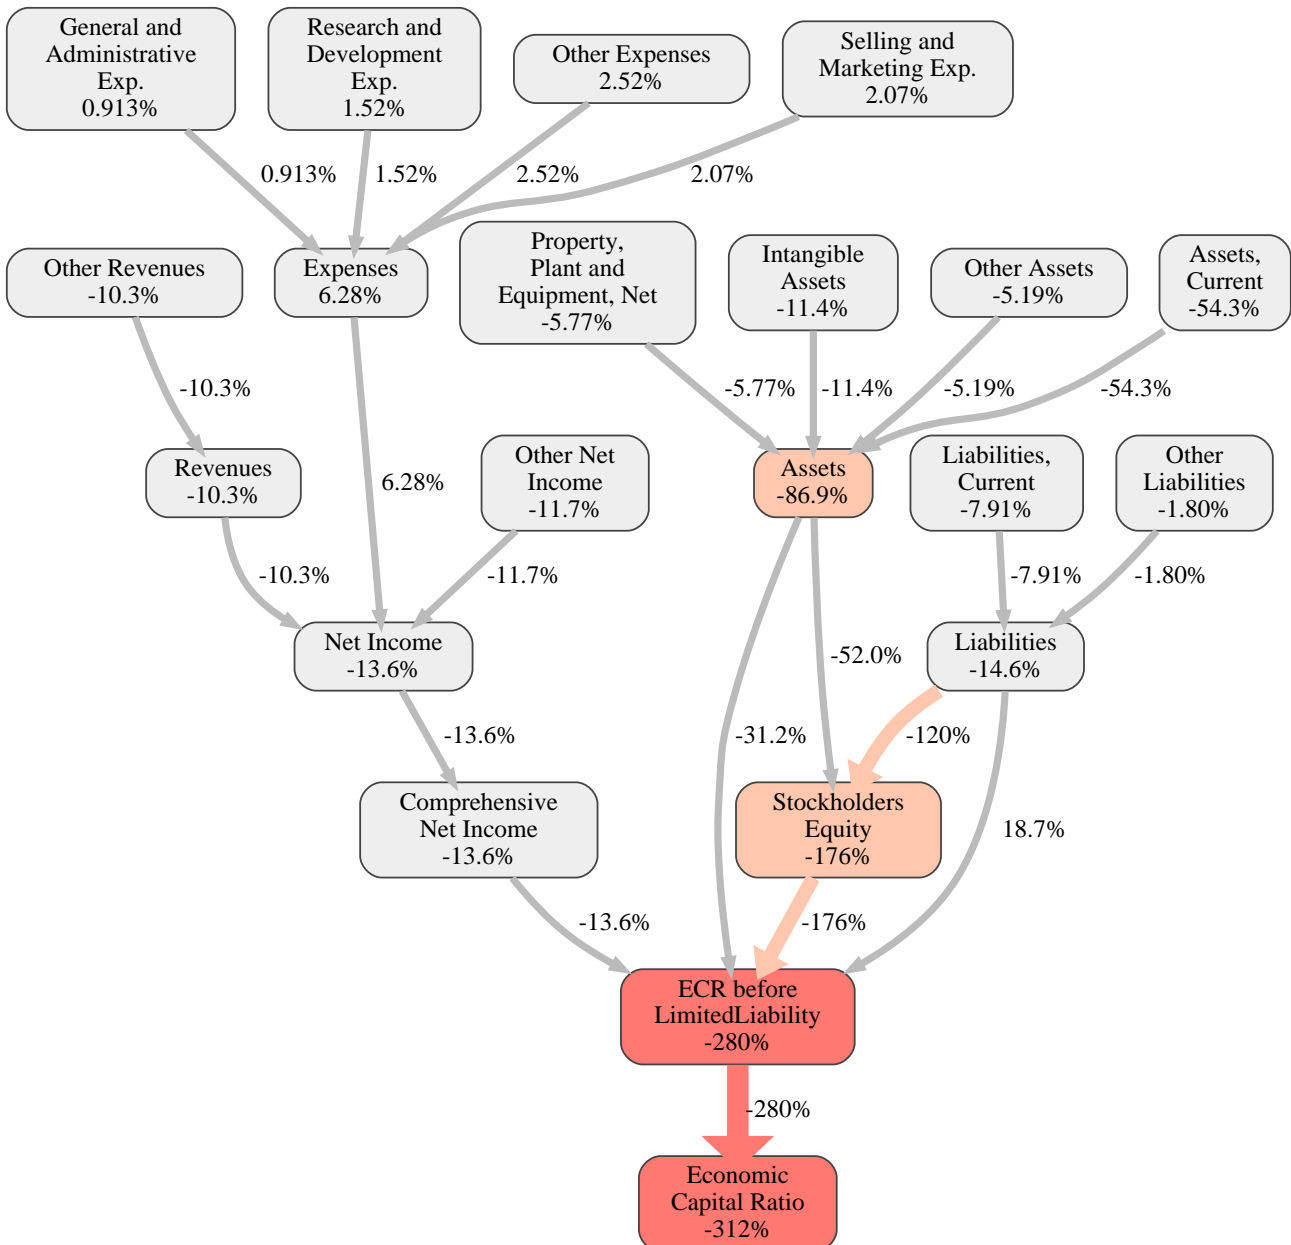 General and
Administrative
Exp.
0.913%
Research and
Development
Exp.
1.52%
Other Expenses
2.52%
Selling and
Marketing Exp.
2.07%
0.913%
1.52%
2.52%
2.07%
Other Revenues
-10.3%
Expenses
6.28%
Property,
Plant and
Equipment, Net
-5.77%
Intangible
Assets
-11.4%
Other Assets
-5.19%
Assets,
Current
-54.3%
-10.3%
-5.77%
-11.4%
-5.19%
-54.3%
Revenues
-10.3%
6.28%
Other Net
Income
-11.7%
Assets
-86.9%
Liabilities,
Current
-7.91%
Other
Liabilities
-1.80%
-10.3%
-11.7%
-7.91%
-1.80%
Net Income
-13.6%
-52.0%
Liabilities
-14.6%
-13.6%
-31.2%
-120%
Comprehensive
Net Income
-13.6%
Stockholders
Equity
-176%
18.7%
-13.6%
-176%
ECR before
LimitedLiability
-280%
-280%
Economic
Capital Ratio
-312%